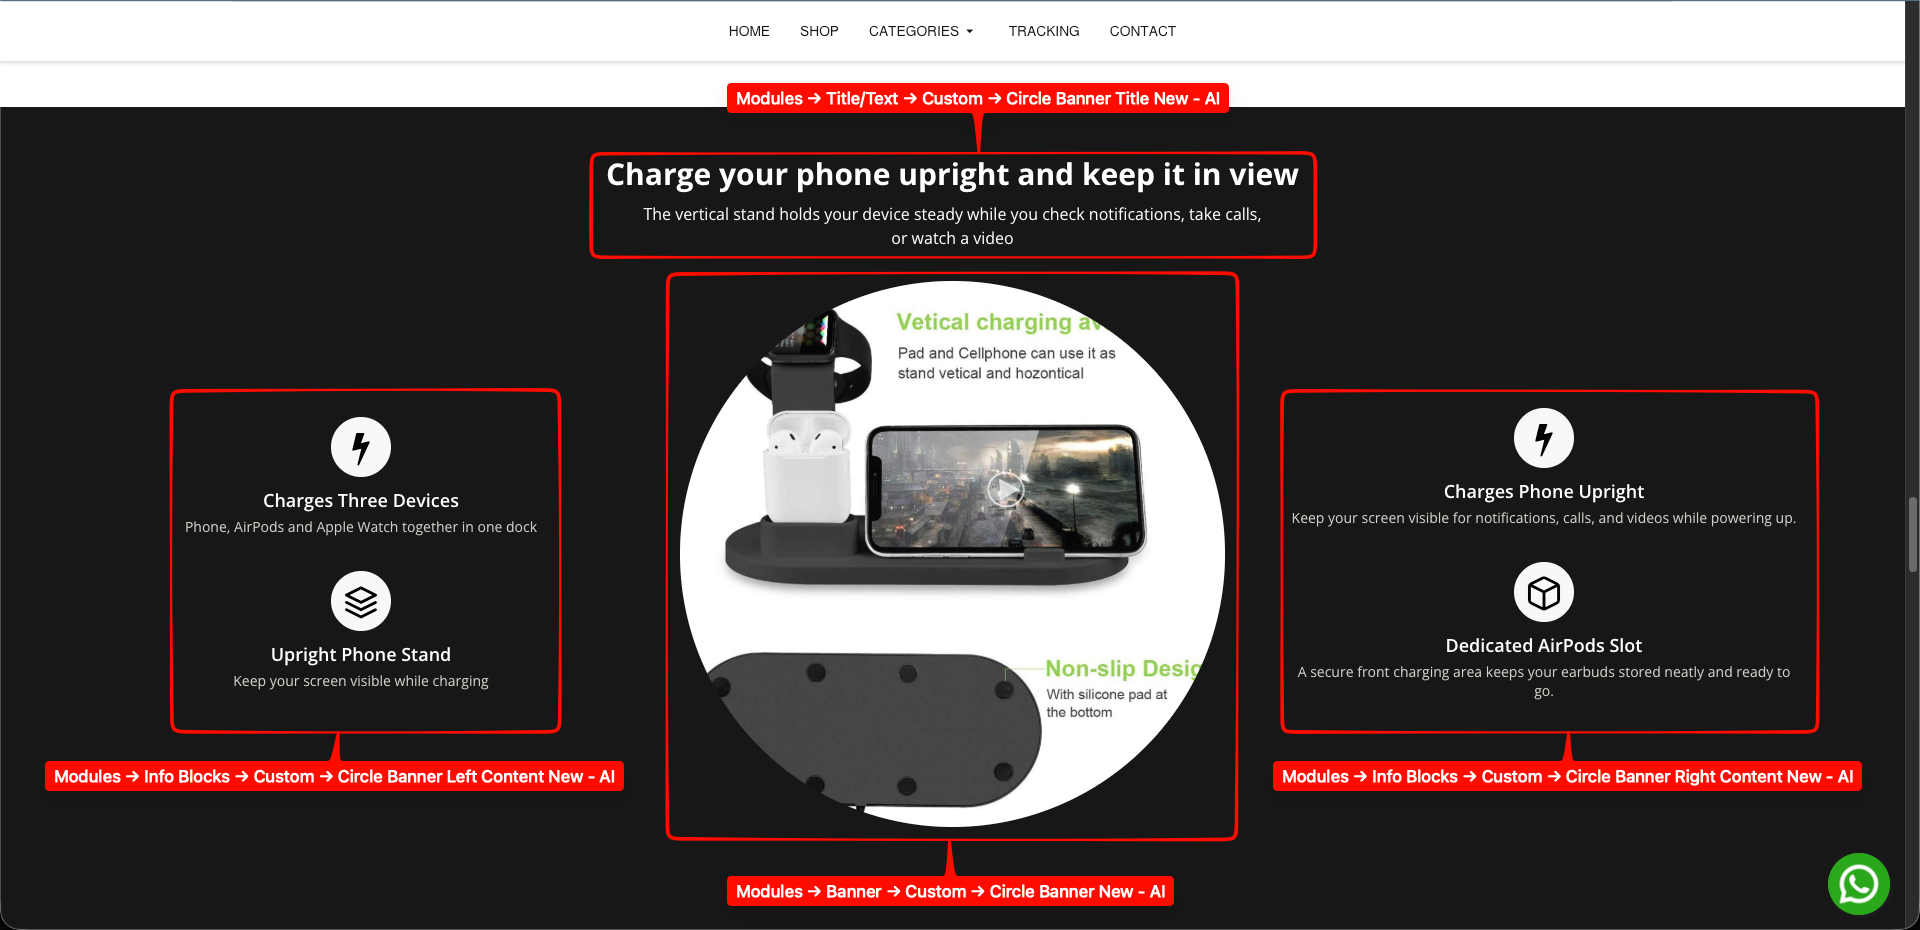 HOME SHOP CATEGORIES TRACKING CONTACT
Modules → Title/Text → Custom → Circle Banner Title New - AI
Charge your phone upright and keep it in view
The vertical stand holds your device steady while you check notifications, take calls,
or watch a video
Vetical charging av
Pad and Cellphone can use it as
stand vetical and hozontical
Charges Three Devices
Phone, AirPods and Apple Watch together in one dock
Upright Phone Stand
Keep your screen visible while charging
Charges Phone Upright
Keep your screen visible for notifications, calls, and videos while powering up.
Dedicated AirPods Slot
A secure front charging area keeps your earbuds stored neatly and ready to
go.
Non-slip Desig
With silicone pad at
the bottom
Modules → Info Blocks → Custom → Circle Banner Left Content New - AI
Modules → Info Blocks → Custom → Circle Banner Right Content New - AI
Modules → Banner → Custom → Circle Banner New - AI